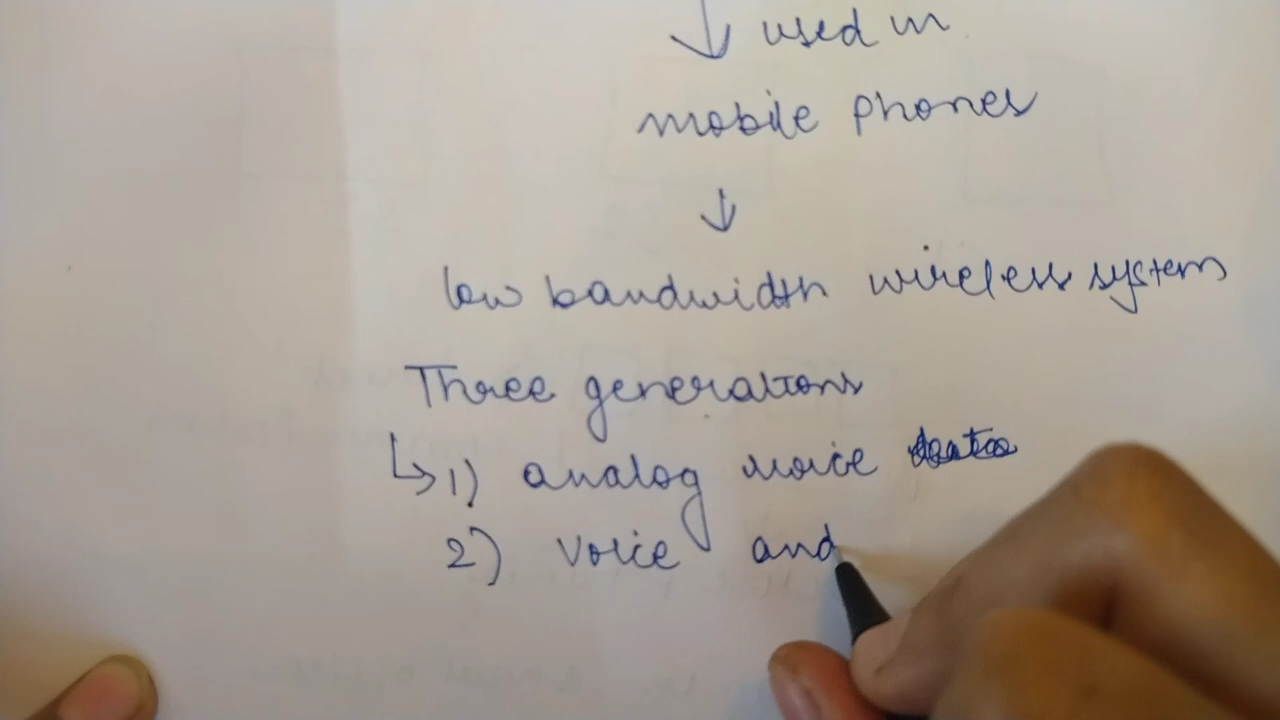 ↓ used in
mobile phones
↓
low bandwidth wireless system
Three generations
↳ 1) analog voice
2) voice and